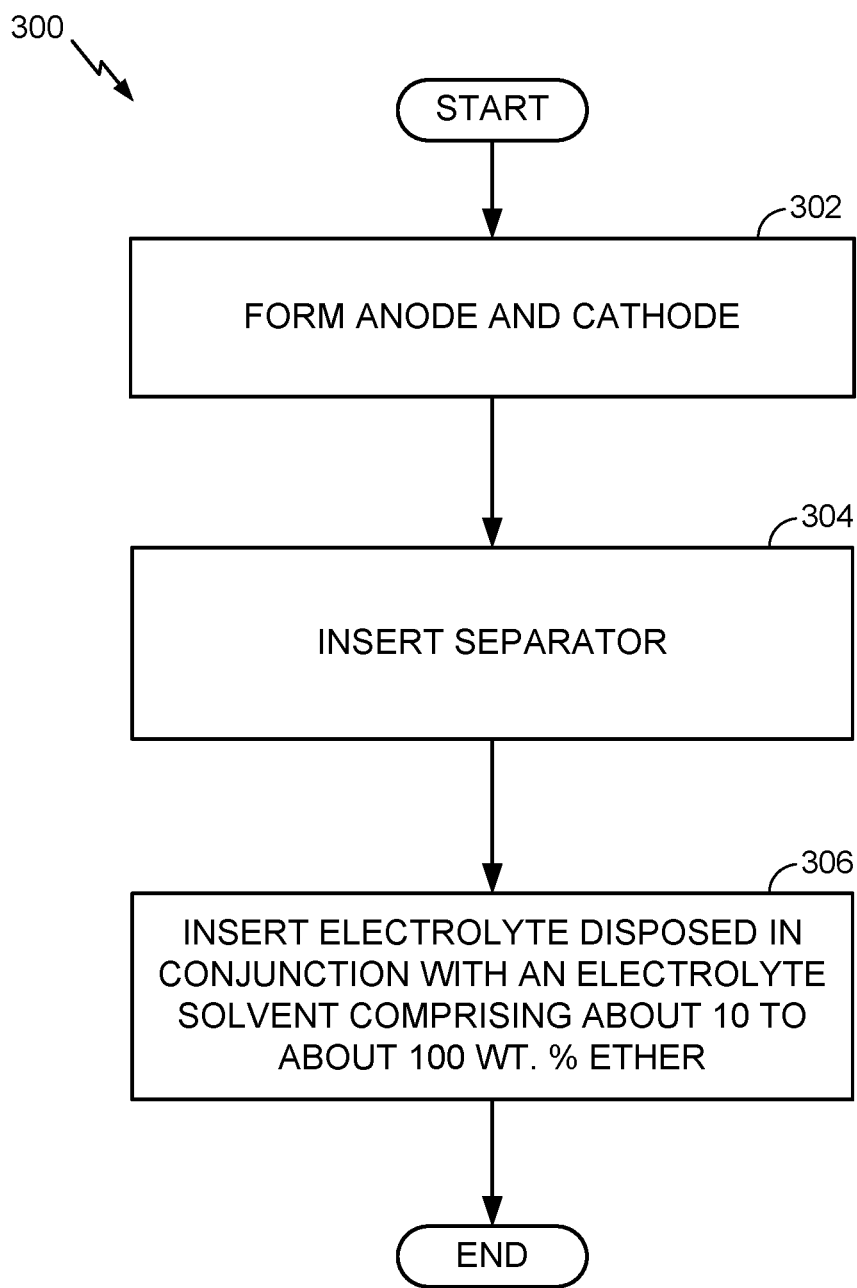 300
START
302
FORM ANODE AND CATHODE
304
INSERT SEPARATOR
306
INSERT ELECTROLYTE DISPOSED IN
CONJUNCTION WITH AN ELECTROLYTE
SOLVENT COMPRISING ABOUT 10 TO
ABOUT 100 WT. % ETHER
END